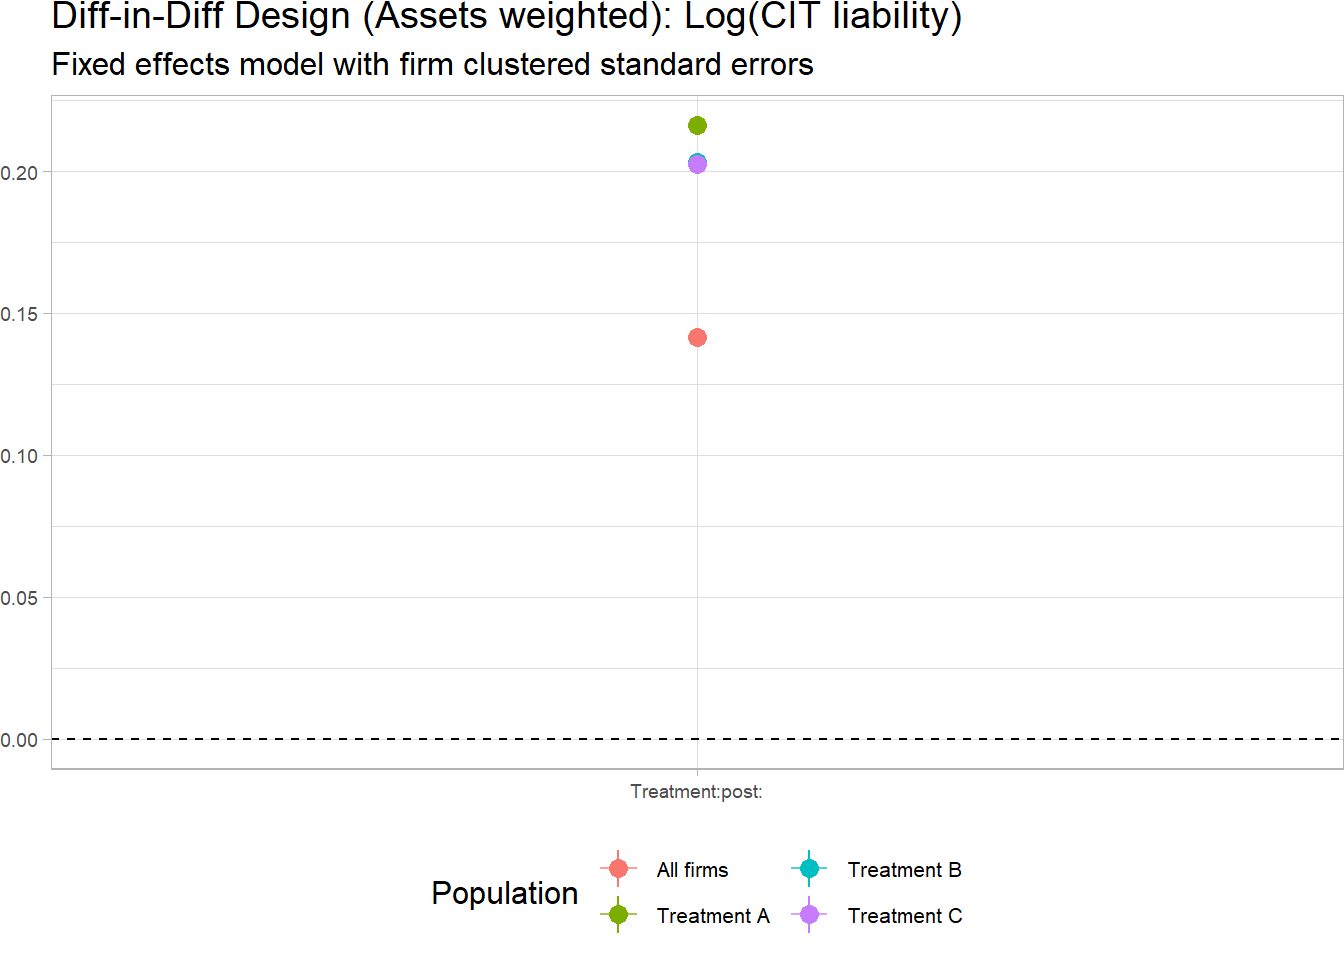 Diff-in-Diff Design (Assets weighted): Log(CIT liability)
Fixed effects model with firm clustered standard errors
0.20
0.15
0.10
0.05
0.00
Treatment:post:
Population
All firms
Treatment B
Treatment A
Treatment C